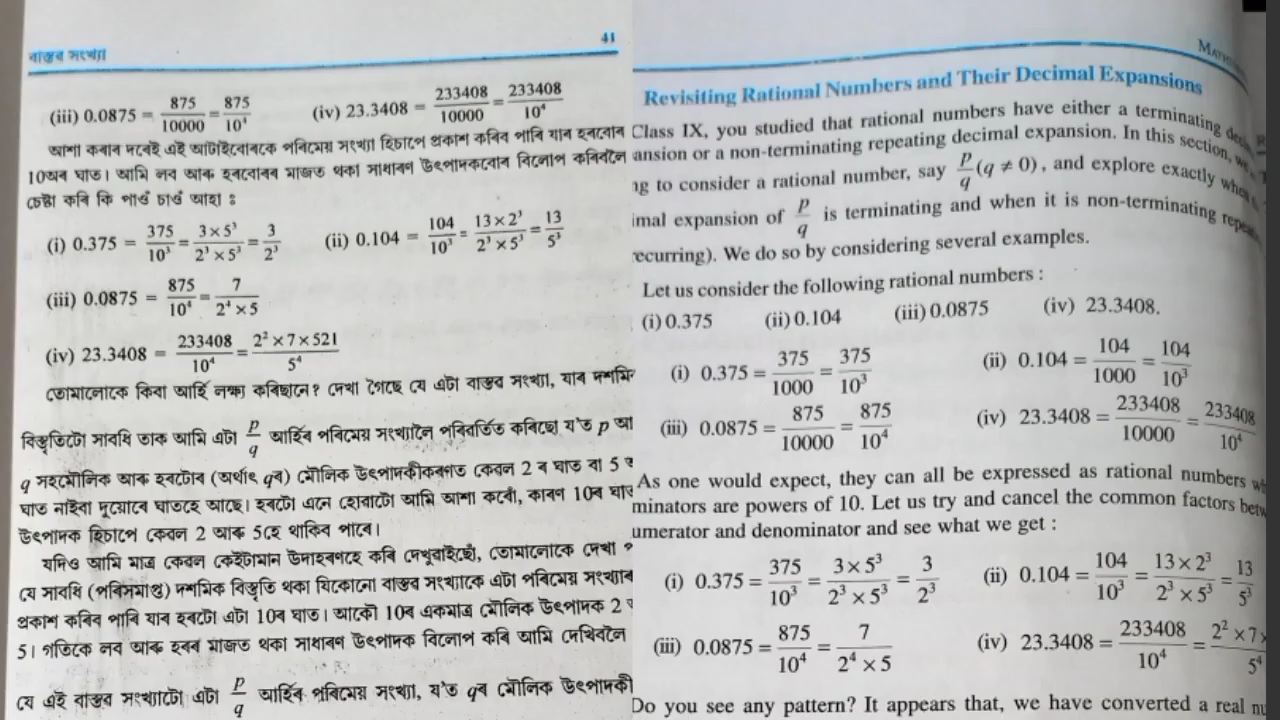 বাস্তৱ সংখ্যা 41
(iii) 0.0875 = 875/10000 = 875/10⁴ (iv) 23.3408 = 233408/10000 = 233408/10⁴
আশা কৰাৰ দৰেই এই আটাইবোৰকে পৰিমেয় সংখ্যা হিচাপে প্ৰকাশ কৰিব পাৰি যাৰ হৰবোৰ
10অৰ ঘাত। আমি লব আৰু হৰবোৰৰ মাজত থকা সাধাৰণ উৎপাদকবোৰ বিলোপ কৰিবলৈ
চেষ্টা কৰি কি পাওঁ চাওঁ আহা :
(i) 0.375 = 375/10³ = 3 × 5³/2³ × 5³ = 3/2³ (ii) 0.104 = 104/10³ = 13 × 2³/2³ × 5³ = 13/5³
(iii) 0.0875 = 875/10⁴ = 7/2⁴ × 5
(iv) 23.3408 = 233408/10⁴ = 2² × 7 × 521/5⁴
তোমালোকে কিবা আৰ্হি লক্ষ্য কৰিছানে? দেখা গৈছে যে এটা বাস্তৱ সংখ্যা, যাৰ
বিস্তৃতিটো সাবধি তাক আমি এটা p/q আৰ্হিৰ পৰিমেয় সংখ্যালৈ পৰিবৰ্তিত কৰিছো য'ত p
q সহমৌলিক আৰু হৰটোৰ (অৰ্থাৎ qৰ) মৌলিক উৎপাদকীকৰণত কেৱল 2 ৰ ঘাত বা 5
ঘাত নাইবা দুয়োৰে ঘাতহে আছে। হৰটো এনে হোৱাটো আমি আশা কৰোঁ, কাৰণ 10ৰ
উৎপাদক হিচাপে কেৱল 2 আৰু 5হে থাকিব পাৰে।
যদিও আমি মাত্ৰ কেৱল কেইটামান উদাহৰণহে কৰি দেখুৱাইছোঁ, তোমালোকে দেখা
যে সাবধি (পৰিসমাপ্ত) দশমিক বিস্তৃতি থকা যিকোনো বাস্তৱ সংখ্যাকে এটা পৰিমেয়
প্ৰকাশ কৰিব পাৰি যাৰ হৰটো এটা 10ৰ ঘাত। আকৌ 10ৰ একমাত্ৰ মৌলিক উৎপাদক 2
5। গতিকে লব আৰু হৰৰ মাজত থকা সাধাৰণ উৎপাদক বিলোপ কৰি আমি দেখিবলৈ
যে এই বাস্তৱ সংখ্যাটো এটা p/q আৰ্হিৰ পৰিমেয় সংখ্যা, য'ত qৰ মৌলিক
Revisiting Rational Numbers and Their Decimal Expansions
Class IX, you studied that rational numbers have either a terminating
ansion or a non-terminating repeating decimal expansion. In this section,
ng to consider a rational number, say p/q (q ≠ 0), and explore exactly
imal expansion of p/q is terminating and when it is non-terminating
ecurring). We do so by considering several examples.
Let us consider the following rational numbers :
(i) 0.375 (ii) 0.104 (iii) 0.0875 (iv) 23.3408.
(i) 0.375 = 375/1000 = 375/10³ (ii) 0.104 = 104/1000 = 104/10³
(iii) 0.0875 = 875/10000 = 875/10⁴ (iv) 23.3408 = 233408/10000 = 233408/10⁴
As one would expect, they can all be expressed as rational numbers
minators are powers of 10. Let us try and cancel the common factors
umerator and denominator and see what we get :
(i) 0.375 = 375/10³ = 3 × 5³/2³ × 5³ = 3/2³ (ii) 0.104 = 104/10³ = 13 × 2³/2³ × 5³ = 13/5³
(iii) 0.0875 = 875/10⁴ = 7/2⁴ × 5 (iv) 23.3408 = 233408/10⁴ = 2² × 7 ×/5⁴
Do you see any pattern? It appears that, we have converted a real